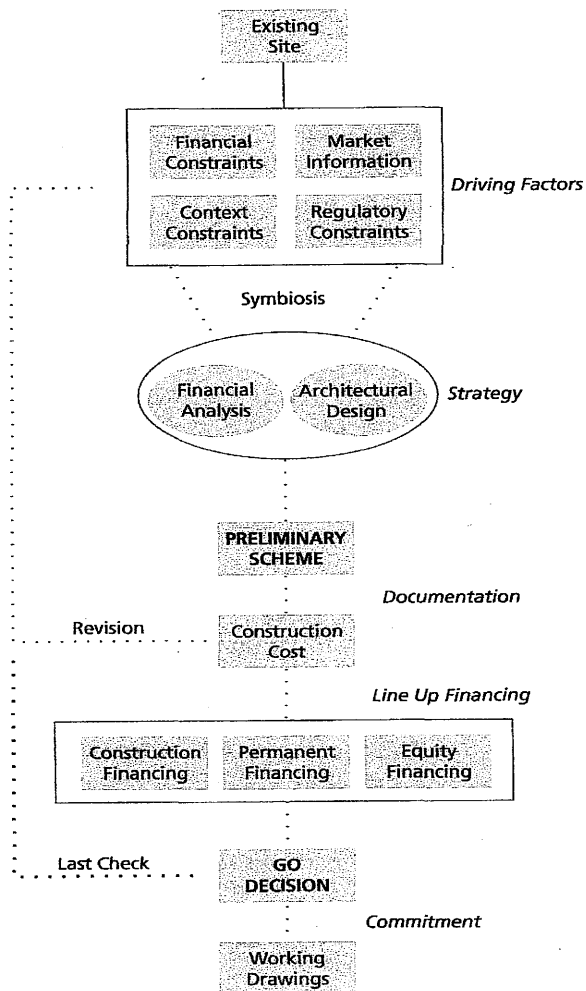 Existing
Site
Financial
Constraints
Market
Information
Driving Factors
Context
Constraints
Regulatory
Constraints
Symbiosis
Financial
Analysis
Architectural
Design
Strategy
PRELIMINARY
SCHEME
Documentation
Revision
Construction
Cost
Line Up Financing
Construction
Financing
Permanent
Financing
Equity
Financing
Last Check
GO
DECISION
Commitment
Working
Drawings